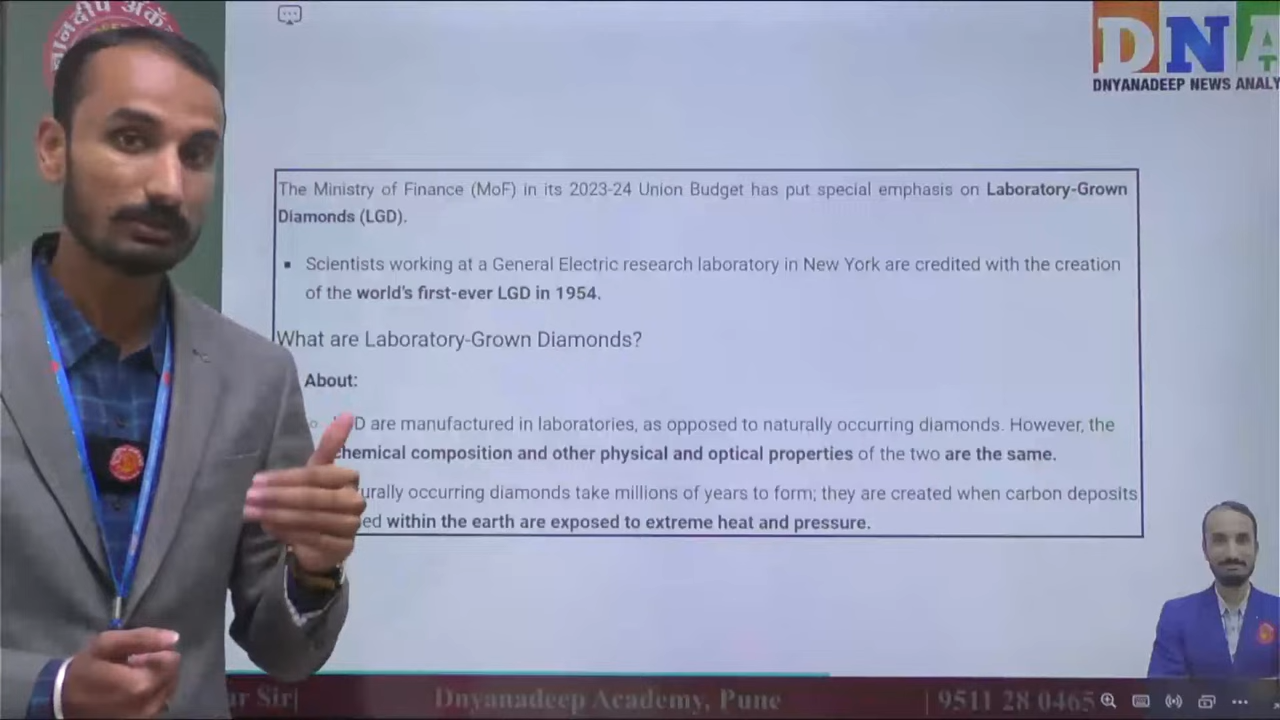 DNA
DNYANADEEP NEWS ANALY
The Ministry of Finance (MoF) in its 2023-24 Union Budget has put special emphasis on Laboratory-Grown
Diamonds (LGD).
▪ Scientists working at a General Electric research laboratory in New York are credited with the creation
of the world's first-ever LGD in 1954.
What are Laboratory-Grown Diamonds?
About:
D are manufactured in laboratories, as opposed to naturally occurring diamonds. However, the
chemical composition and other physical and optical properties of the two are the same.
urally occurring diamonds take millions of years to form; they are created when carbon deposits
ed within the earth are exposed to extreme heat and pressure.
ar Sir| Dnyanadeep Academy, Pune | 9511 28 0465